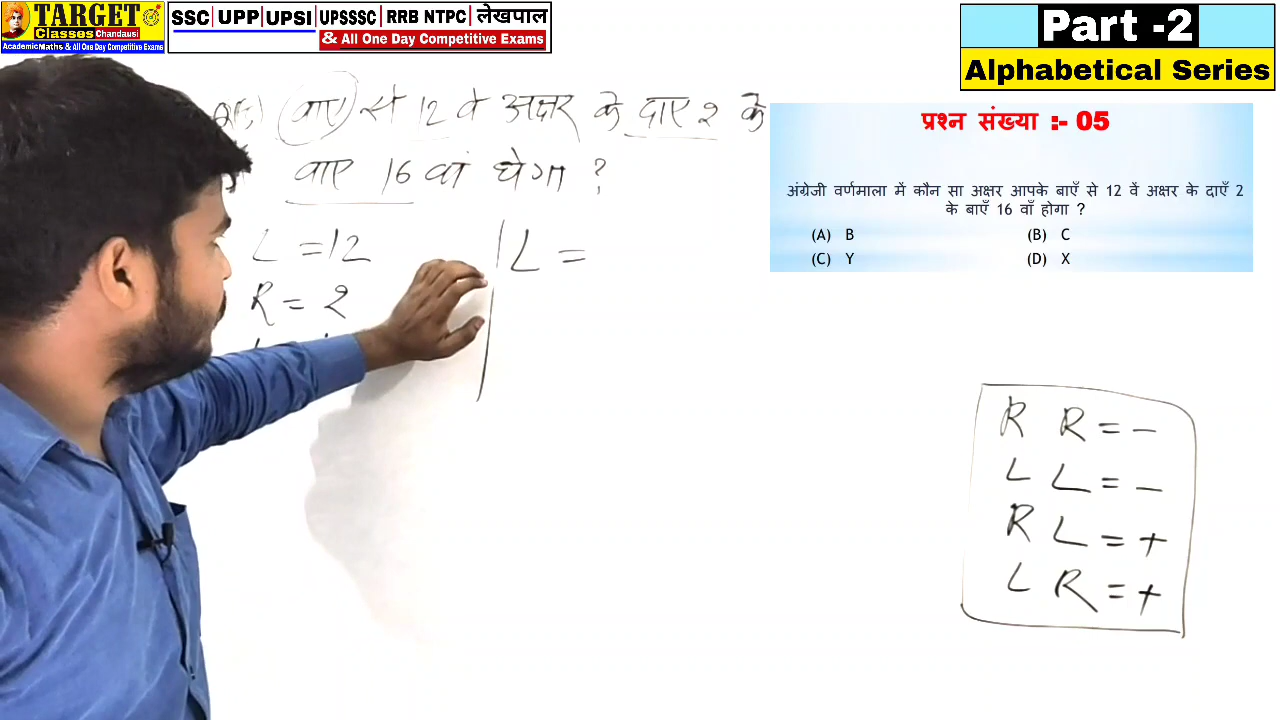 TARGET
Classes Chandausi
Academic Maths & All One Day Competitive Exams
SSC | UPP | UPSI | UPSSSC | RRB NTPC | लेखपाल
& All One Day Competitive Exams
Part -2
Alphabetical Series
बाए से 12 वे अक्षर के दाए 2 के
बाए 16 वां होगा ?
L = 12
R = 2
L =
प्रश्न संख्या :- 05
अंग्रेजी वर्णमाला में कौन सा अक्षर आपके बाएँ से 12 वें अक्षर के दाएँ 2
के बाएँ 16 वाँ होगा ?
(A) B
(B) C
(C) Y
(D) X
R R = -
L L = -
R L = +
L R = +